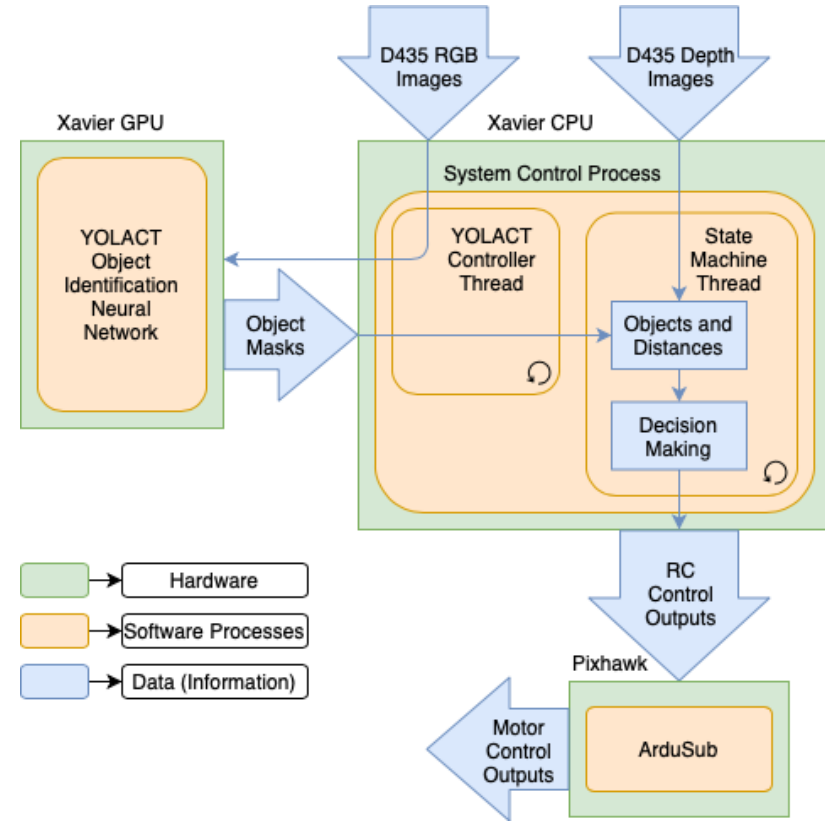 D435 RGB
Images
D435 Depth
Images
Xavier GPU
Xavier CPU
System Control Process
YOLACT
Object
Identification
Neural
Network
YOLACT
Controller
Thread
State
Machine
Thread
Object
Masks
Objects and
Distances
Decision
Making
Hardware
Software Processes
Data (Information)
RC
Control
Outputs
Pixhawk
Motor
Control
Outputs
ArduSub